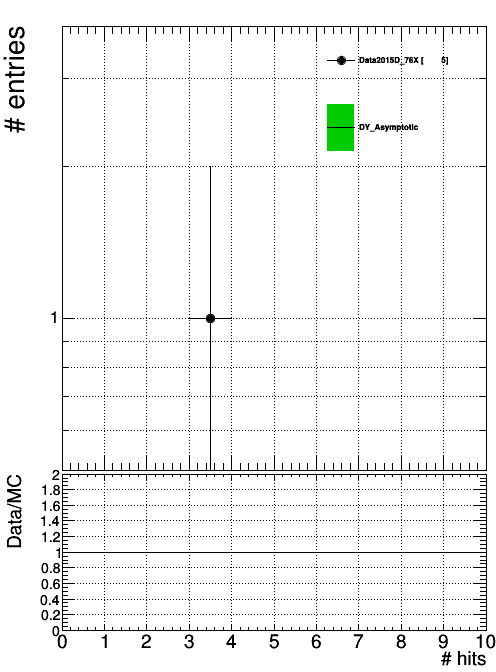 # entries
Data2015D_76X [ 5]
DY_Asymptotic
1
Data/MC
2
1.8
1.6
1.4
1.2
1
0.8
0.6
0.4
0.2
0
0 1 2 3 4 5 6 7 8 9 10
# hits